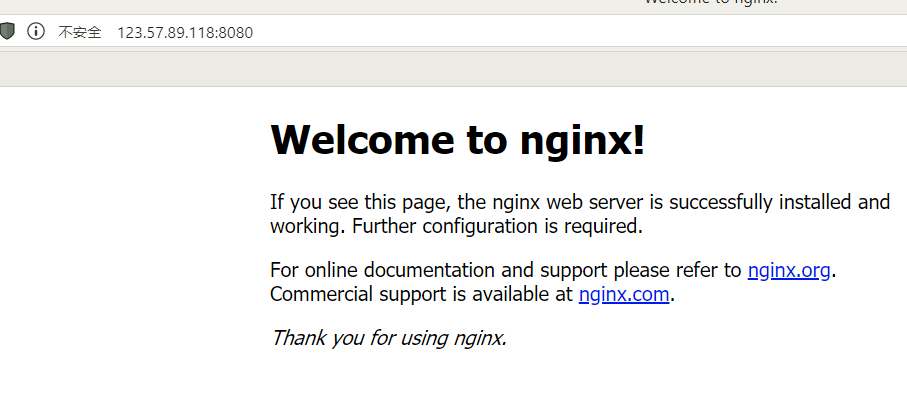 Welcome to nginx!
不安全 123.57.89.118:8080
Welcome to nginx!
If you see this page, the nginx web server is successfully installed and
working. Further configuration is required.
For online documentation and support please refer to nginx.org.
Commercial support is available at nginx.com.
Thank you for using nginx.